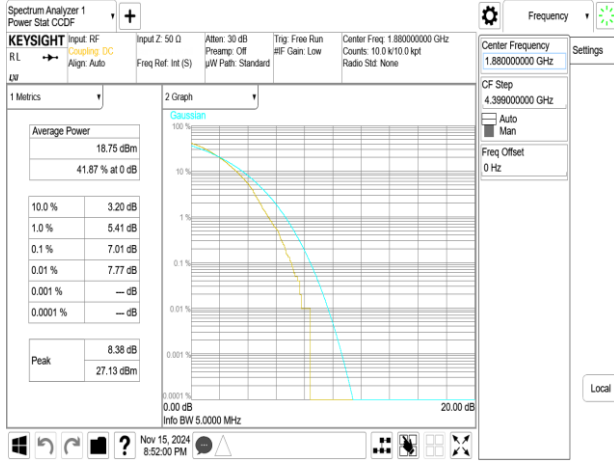 Spectrum Analyzer 1
Power Stat CCDF
+
KEYSIGHT
RL
Input: RF
Coupling: DC
Align: Auto
Input Z: 50 Ω
Freq Ref: Int (S)
Atten: 30 dB
Preamp: Off
µW Path: Standard
Trig: Free Run
#IF Gain: Low
Center Freq: 1.880000000 GHz
Counts: 10.0 k/10.0 kpt
Radio Std: None
1 Metrics
Average Power
18.75 dBm
41.87 % at 0 dB
10.0 % 3.20 dB
1.0 % 5.41 dB
0.1 % 7.01 dB
0.01 % 7.77 dB
0.001 % --- dB
0.0001 % --- dB
Peak
8.38 dB
27.13 dBm
2 Graph
Gaussian
100 %
10 %
1 %
0.1 %
0.01 %
0.001 %
0.0001 %
0.00 dB
20.00 dB
Info BW 5.0000 MHz
Nov 15, 2024
8:52:00 PM
?
Frequency
Settings
Center Frequency
1.880000000 GHz
CF Step
4.399000000 GHz
Auto
Man
Freq Offset
0 Hz
Local